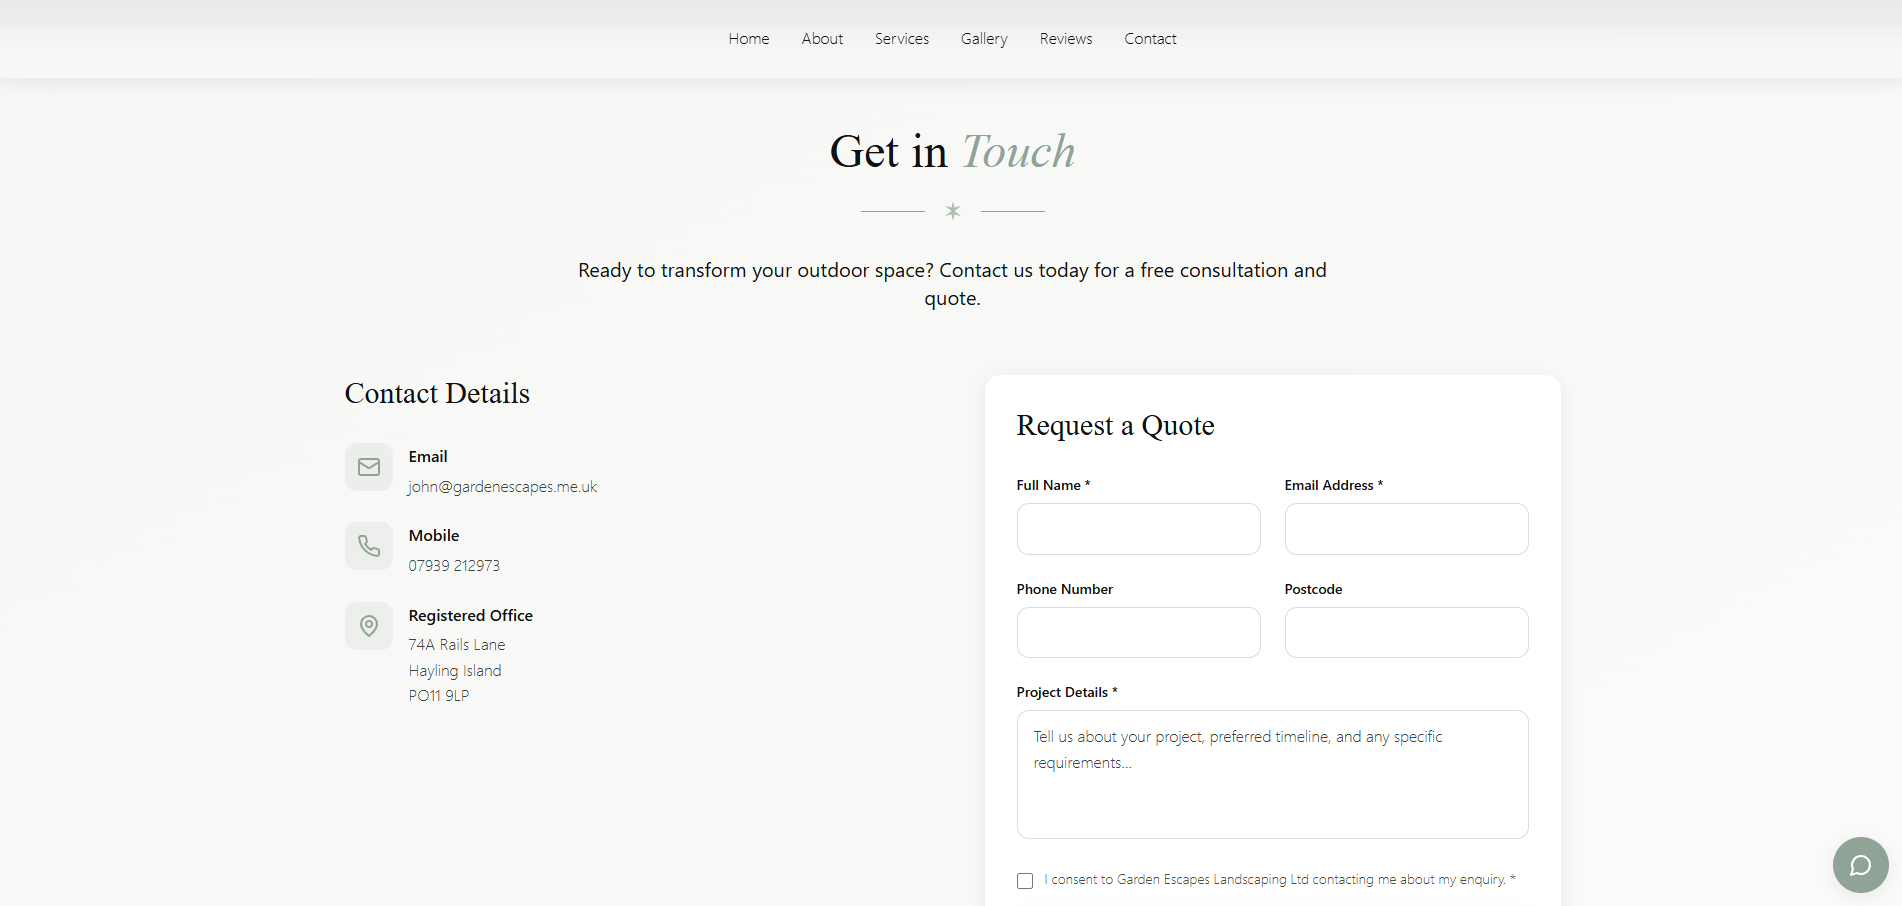 Home About Services Gallery Reviews Contact
Get in Touch
Ready to transform your outdoor space? Contact us today for a free consultation and
quote.
Contact Details
Email
john@gardenescapes.me.uk
Mobile
07939 212973
Registered Office
74A Rails Lane
Hayling Island
PO11 9LP
Request a Quote
Full Name *
Email Address *
Phone Number
Postcode
Project Details *
Tell us about your project, preferred timeline, and any specific
requirements...
I consent to Garden Escapes Landscaping Ltd contacting me about my enquiry. *